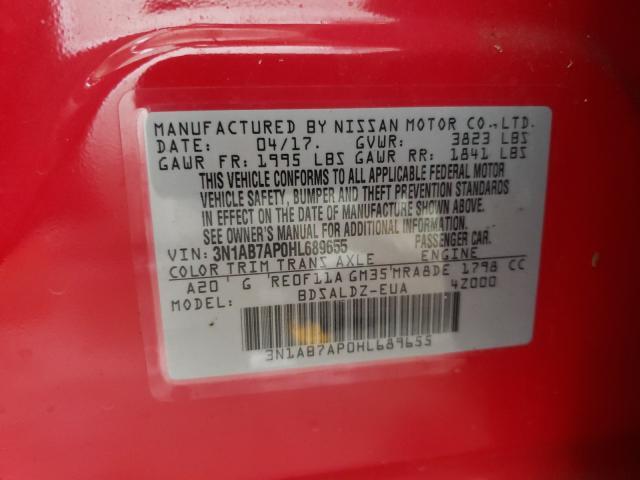 MANUFACTURED BY NISSAN MOTOR CO.,LTD.
DATE: 04/17. GVWR: 3823 LBS
GAWR FR: 1995 LBS GAWR RR: 1841 LBS
THIS VEHICLE CONFORMS TO ALL APPLICABLE FEDERAL MOTOR
VEHICLE SAFETY, BUMPER AND THEFT PREVENTION STANDARDS
IN EFFECT ON THE DATE OF MANUFACTURE SHOWN ABOVE.
SEE OWNER'S MANUAL FOR ADDITIONAL INFORMATION.
VIN: 3N1AB7AP0HL689655 PASSENGER CAR.
COLOR TRIM TRANS AXLE ENGINE
A20 G RE0F11A GM35 MRA8DE 1798 CC
MODEL: BDSALDZ-EUA 4Z000
3N1AB7AP0HL689655